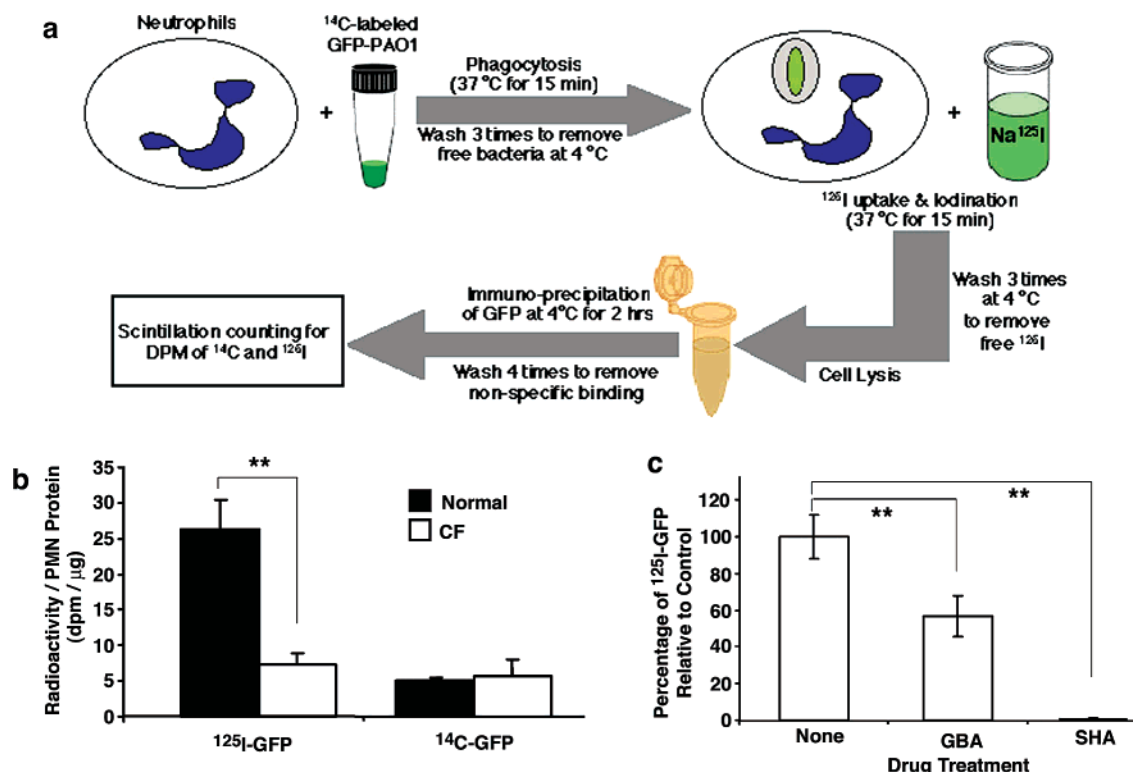 a
Neutrophils
¹⁴C-labeled
GFP-PAO1
+
Phagocytosis
(37 °C for 15 min)
Wash 3 times to remove
free bacteria at 4 °C
+
Na¹²⁵I
¹²⁵I uptake & Iodination
(37 °C for 15 min)
Wash 3 times
at 4 °C
to remove
free ¹²⁵I
Cell Lysis
Immuno-precipitation
of GFP at 4°C for 2 hrs
Wash 4 times to remove
non-specific binding
Scintillation counting for
DPM of ¹⁴C and ¹²⁵I
b
Radioactivity / PMN Protein
(dpm / µg)
35
30
25
20
15
10
5
0
**
Normal
CF
¹²⁵I-GFP
¹⁴C-GFP
c
Percentage of ¹²⁵I-GFP
Relative to Control
120
100
80
60
40
20
0
**
**
None
GBA
SHA
Drug Treatment